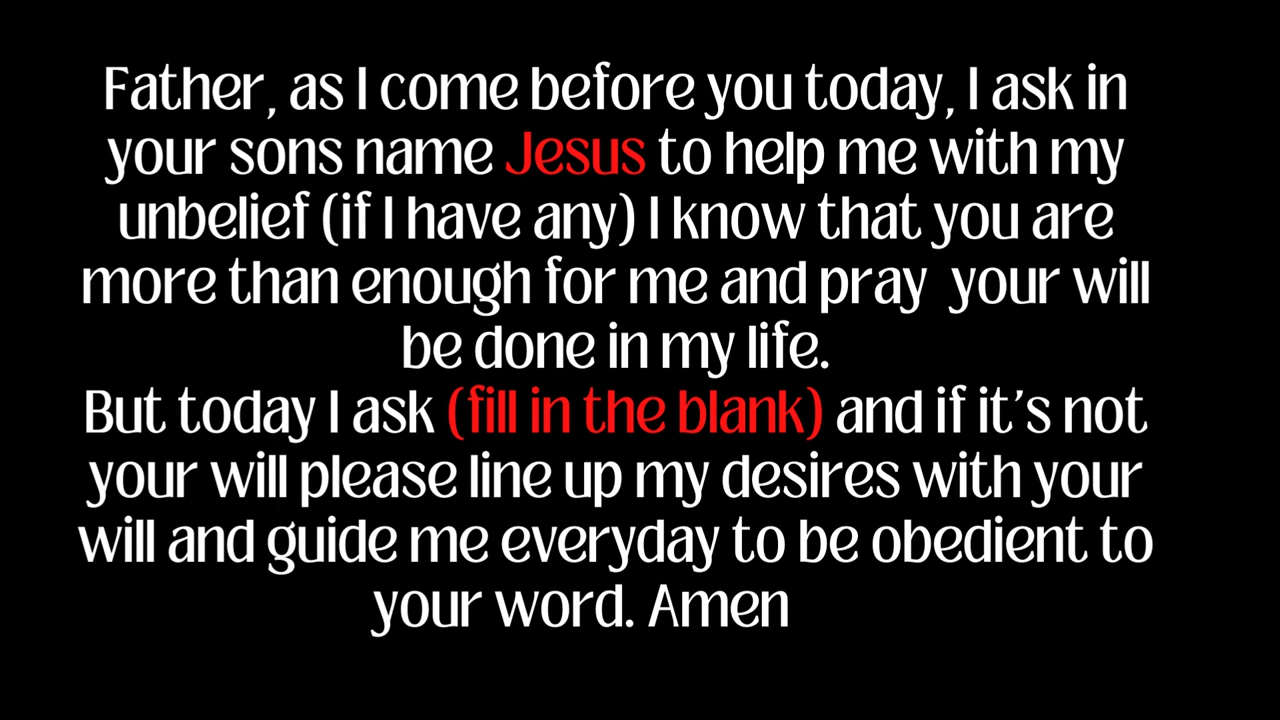 Father, as I come before you today, I ask in
your sons name Jesus to help me with my
unbelief (if I have any) I know that you are
more than enough for me and pray  your will
be done in my life.
But today I ask (fill in the blank) and if it’s not
your will please line up my desires with your
will and guide me everyday to be obedient to
your word. Amen